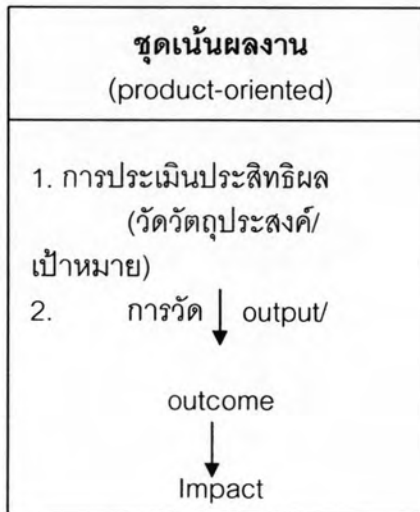 ชุดเน้นผลงาน
(product-oriented)
1. การประเมินประสิทธิผล
(วัดวัตถุประสงค์/
เป้าหมาย)
2. การวัด output/
outcome
Impact